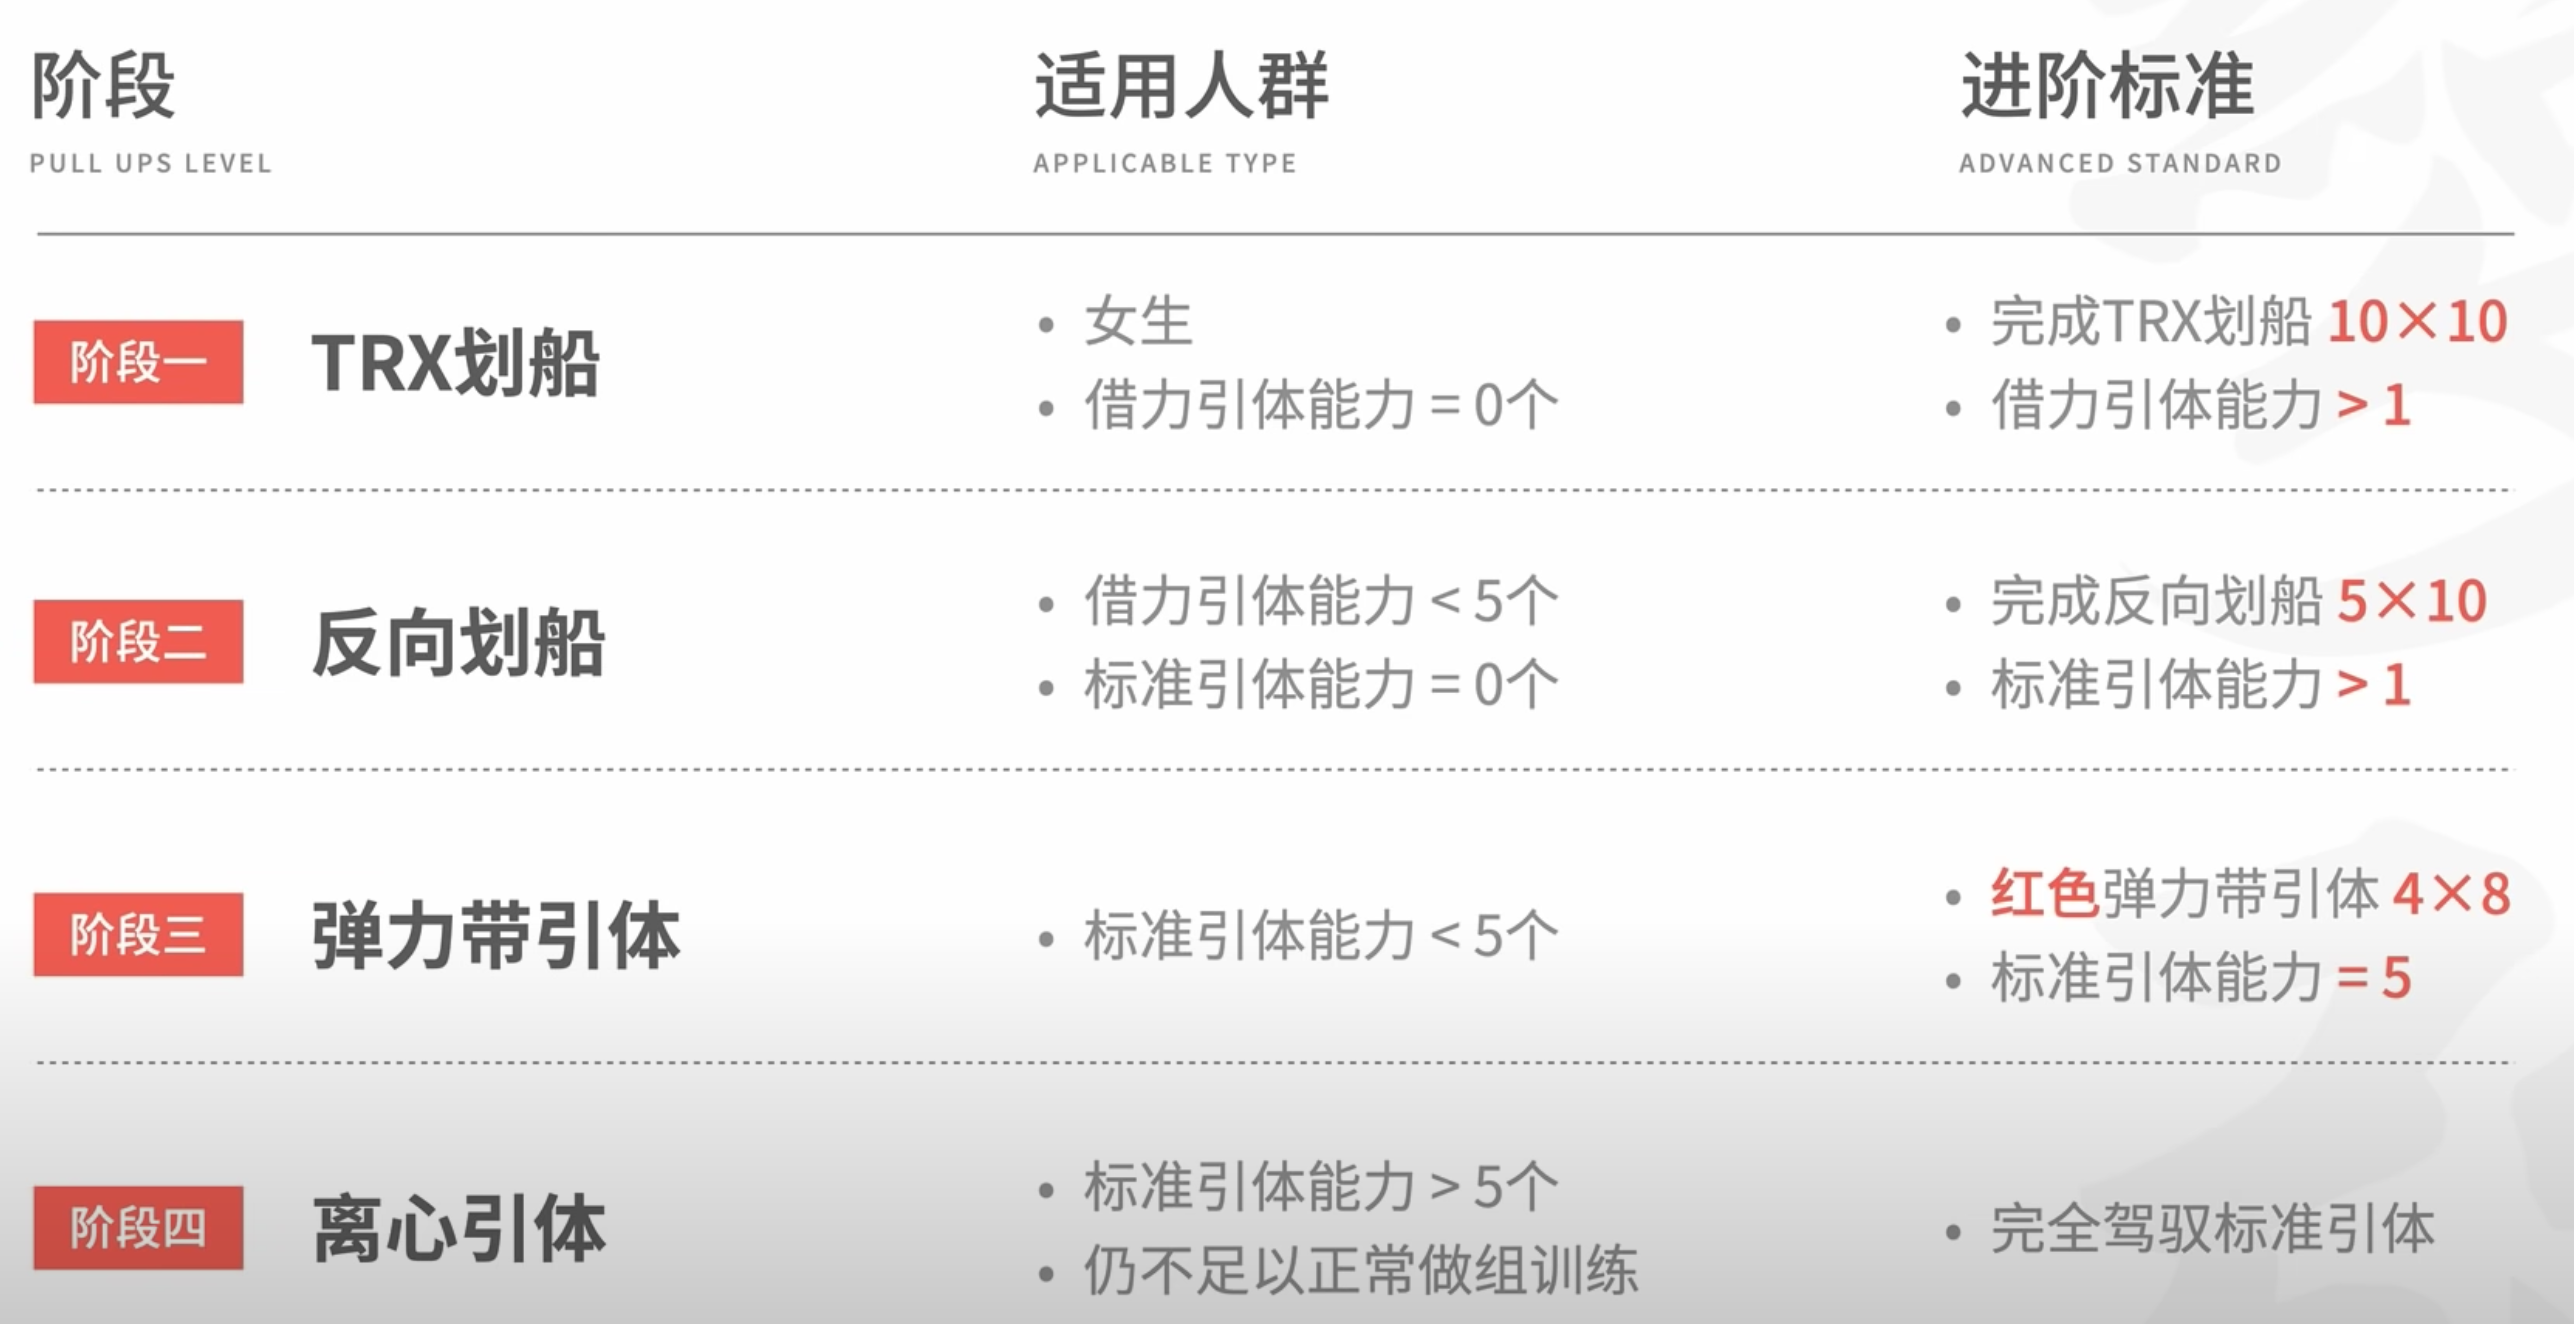 阶段
适用人群
进阶标准
PULL UPS LEVEL
APPLICABLE TYPE
ADVANCED STANDARD
阶段一
TRX划船
• 女生
• 借力引体能力 = 0个
• 完成TRX划船 10×10
• 借力引体能力 > 1
阶段二
反向划船
• 借力引体能力 < 5个
• 标准引体能力 = 0个
• 完成反向划船 5×10
• 标准引体能力 > 1
阶段三
弹力带引体
• 标准引体能力 < 5个
• 红色弹力带引体 4×8
• 标准引体能力 = 5
阶段四
离心引体
• 标准引体能力 > 5个
• 仍不足以正常做组训练
• 完全驾驭标准引体